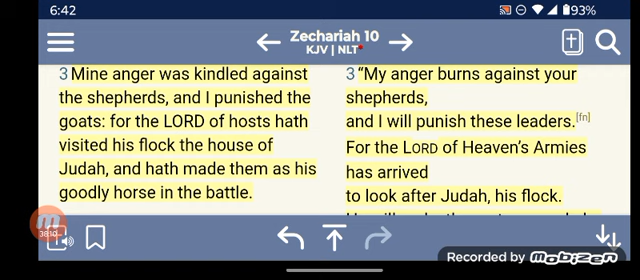 6:42
93%
Zechariah 10
KJV | NLT
3 Mine anger was kindled against
the shepherds, and I punished the
goats: for the LORD of hosts hath
visited his flock the house of
Judah, and hath made them as his
goodly horse in the battle.
3 “My anger burns against your
shepherds,
and I will punish these leaders.[fn]
For the LORD of Heaven’s Armies
has arrived
to look after Judah, his flock.
38:10
Recorded by mobizen